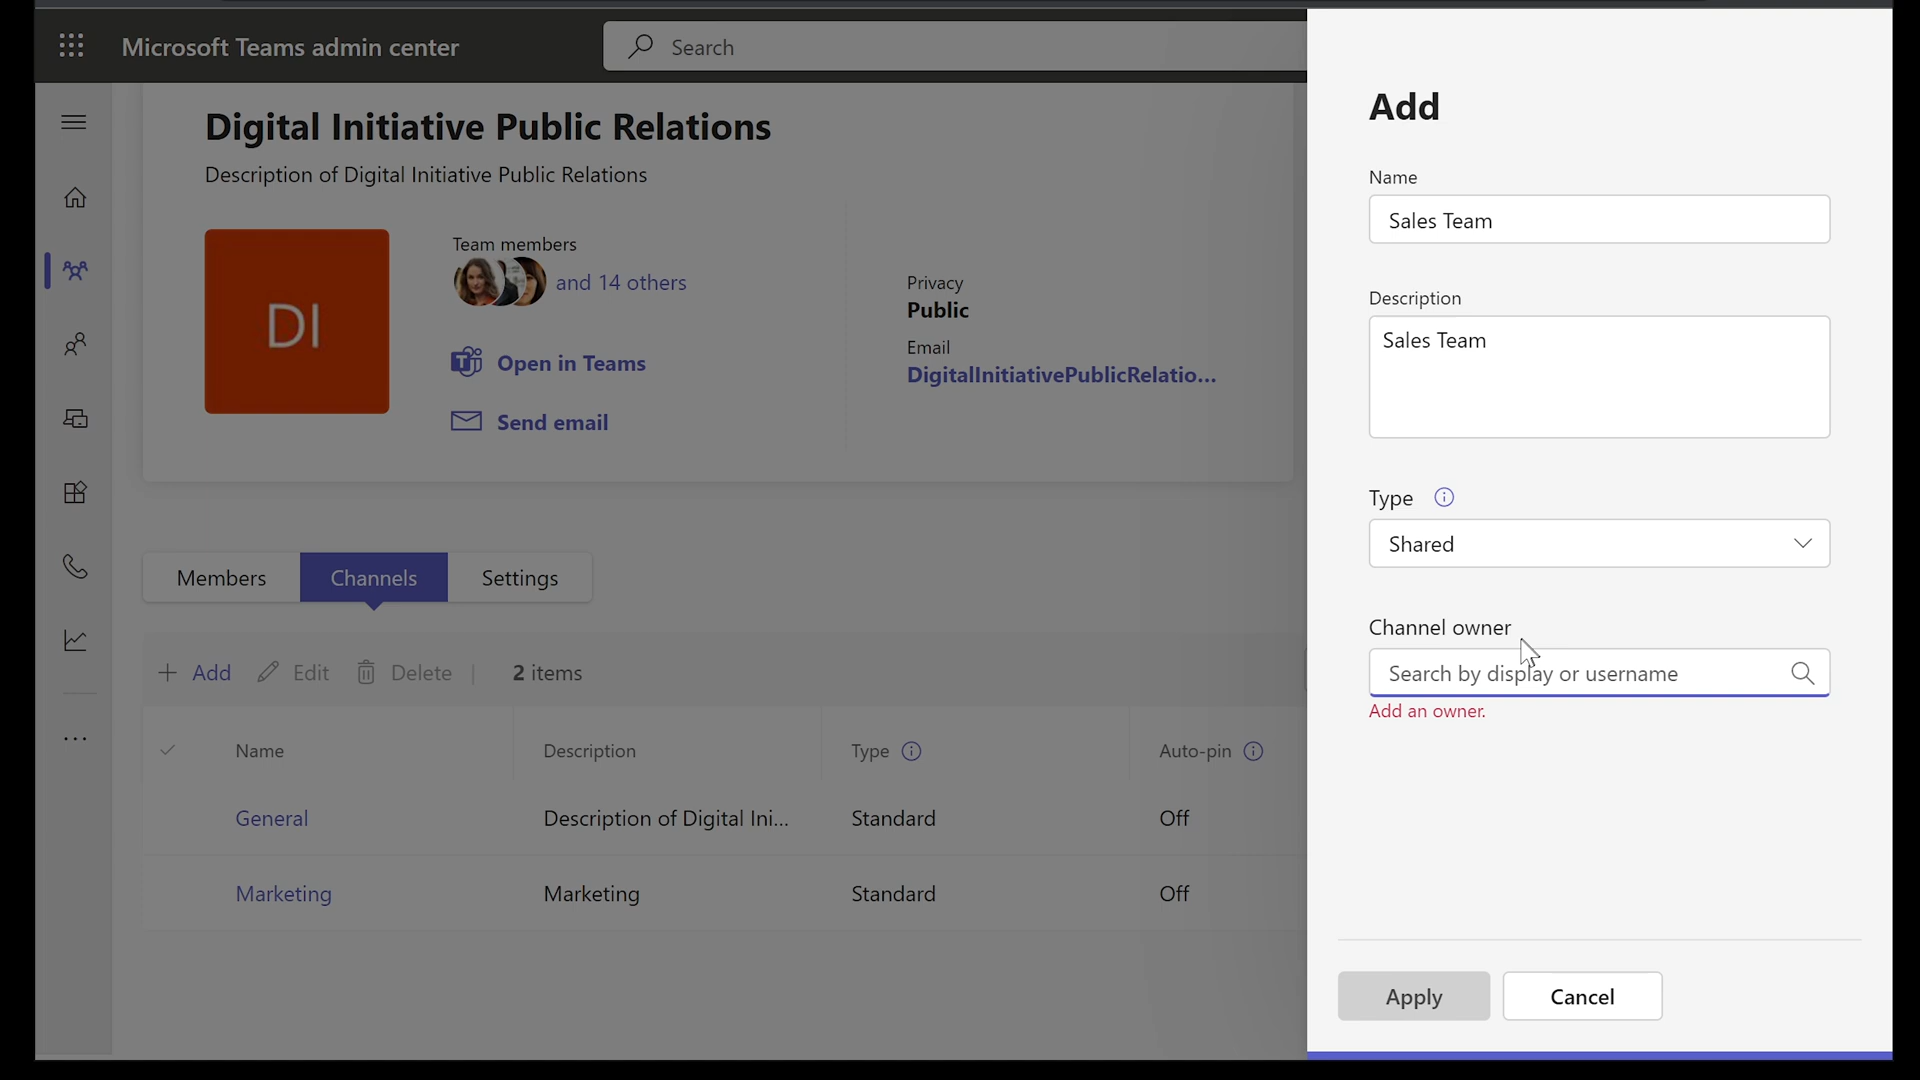 Microsoft Teams admin center
Search
Digital Initiative Public Relations
Description of Digital Initiative Public Relations
DI
Team members
and 14 others
Open in Teams
Send email
Privacy
Public
Email
DigitalInitiativePublicRelatio...
Members
Channels
Settings
+ Add
Edit
Delete
2 items
Name
Description
Type
Auto-pin
General
Description of Digital Ini...
Standard
Off
Marketing
Marketing
Standard
Off
Add
Name
Sales Team
Description
Sales Team
Type
Shared
Channel owner
Search by display or username
Add an owner.
Apply
Cancel